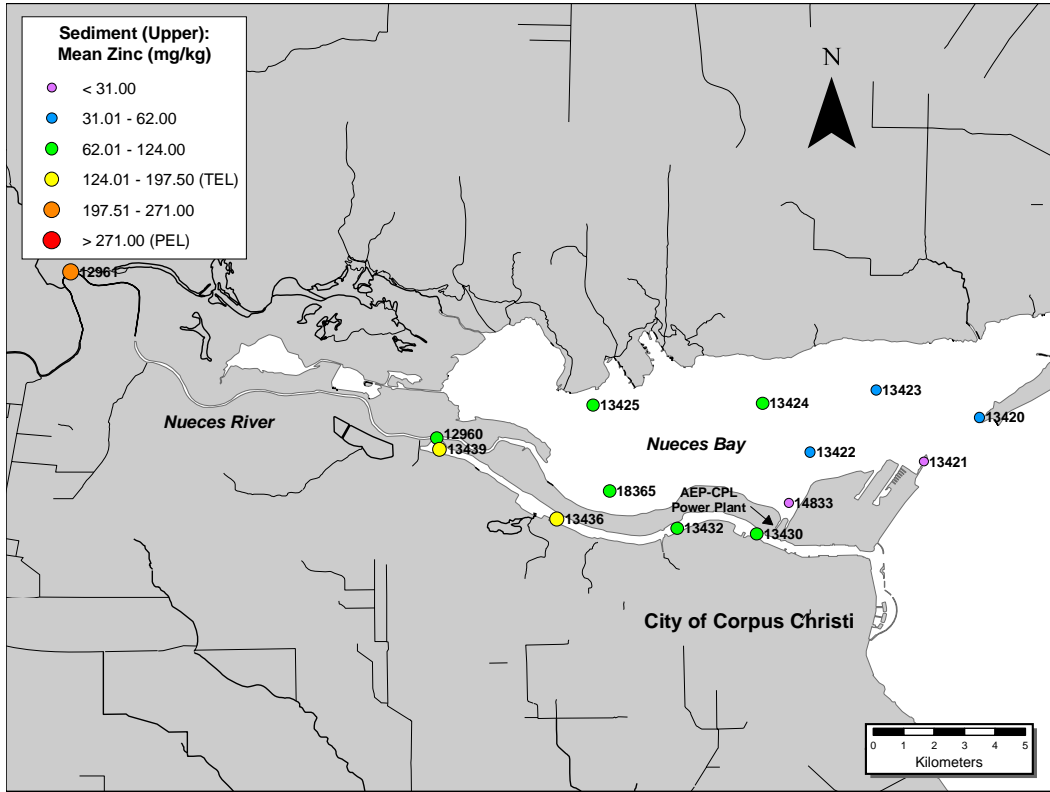 Sediment (Upper):
Mean Zinc (mg/kg)
< 31.00
31.01 - 62.00
62.01 - 124.00
124.01 - 197.50 (TEL)
197.51 - 271.00
> 271.00 (PEL)
N
12961
13425
13424
13423
13420
Nueces River
12960
13439
Nueces Bay
13422
13421
18365
AEP-CPL
Power Plant
14833
13436
13432
13430
City of Corpus Christi
0 1 2 3 4 5
Kilometers